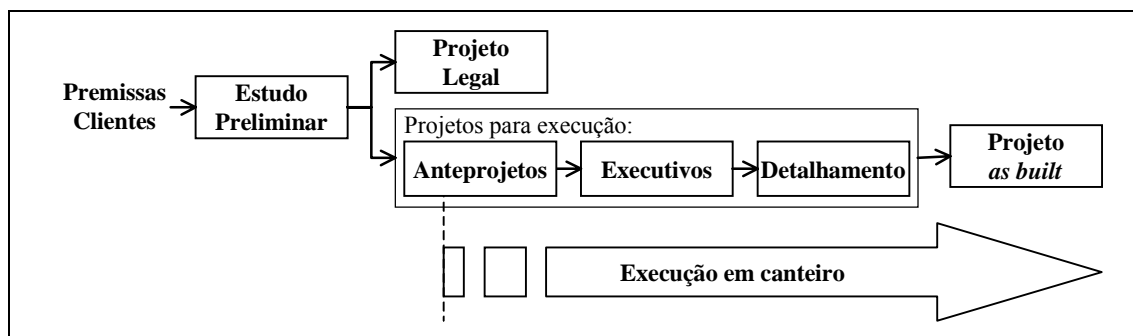 Premissas
Clientes
Estudo
Preliminar
Projeto
Legal
Projetos para execução:
Anteprojetos
Executivos
Detalhamento
Projeto
as built
Execução em canteiro